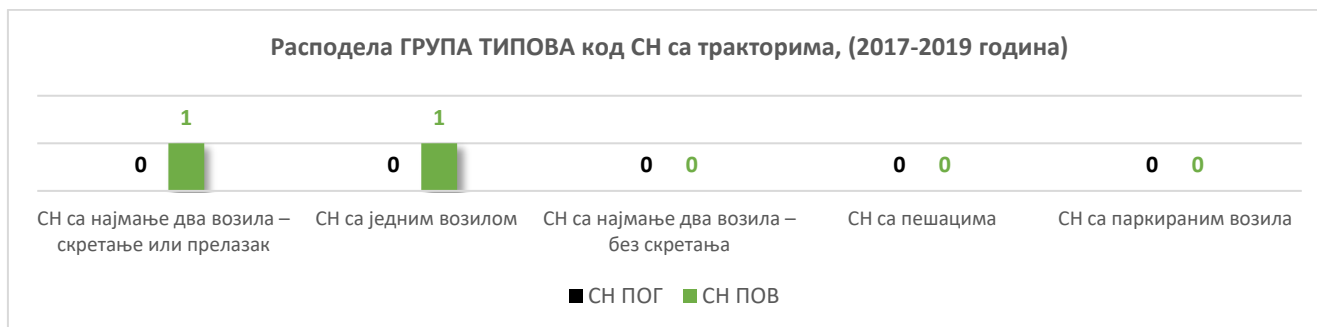 Расподела ГРУПА ТИПОВА код СН са тракторима, (2017-2019 година)
1 1
0 0 0 0 0 0 0 0
СН са најмање два возила – скретање или прелазак
СН са једним возилом
СН са најмање два возила – без скретања
СН са пешацима
СН са паркираним возила
СН ПОГ СН ПОВ